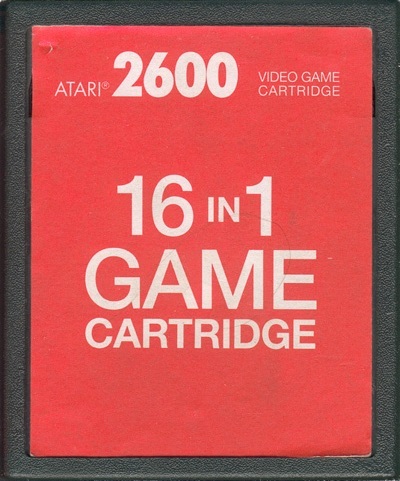 ATARI® 2600 VIDEO GAME
CARTRIDGE
16 IN 1
GAME
CARTRIDGE